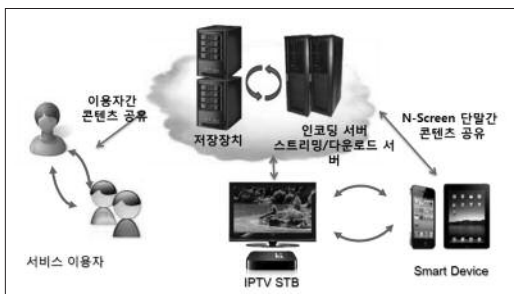 이용자간
콘텐츠 공유
저장장치
인코딩 서버
스트리밍/다운로드 서
버
N-Screen 단말간
콘텐츠 공유
서비스 이용자
IPTV STB
Smart Device